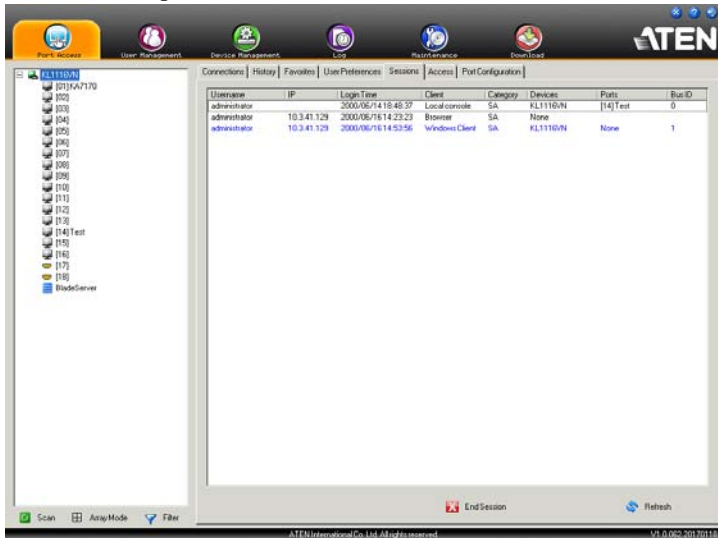 ATEN
Port Access User Management Device Management Log Maintenance Download
Connections History Favorites User Preferences Sessions Access Port Configuration
KL1116VN
[01]KA7170
[02]
[03]
[04]
[05]
[06]
[07]
[08]
[09]
[10]
[11]
[12]
[13]
[14]Test
[15]
[16]
[17]
[18]
BladeServer
Username IP Login Time Client Category Devices Ports Bus ID
administrator 2000/06/14 18:48:37 Local console SA KL1116VN [14]Test 0
administrator 10.3.41.129 2000/06/16 14:23:23 Browser SA None
administrator 10.3.41.129 2000/06/16 14:53:56 Windows Client SA KL1116VN None 1
End Session Refresh
Scan Array Mode Filter
ATEN International Co. Ltd. All rights reserved. V1.0.062.20170118